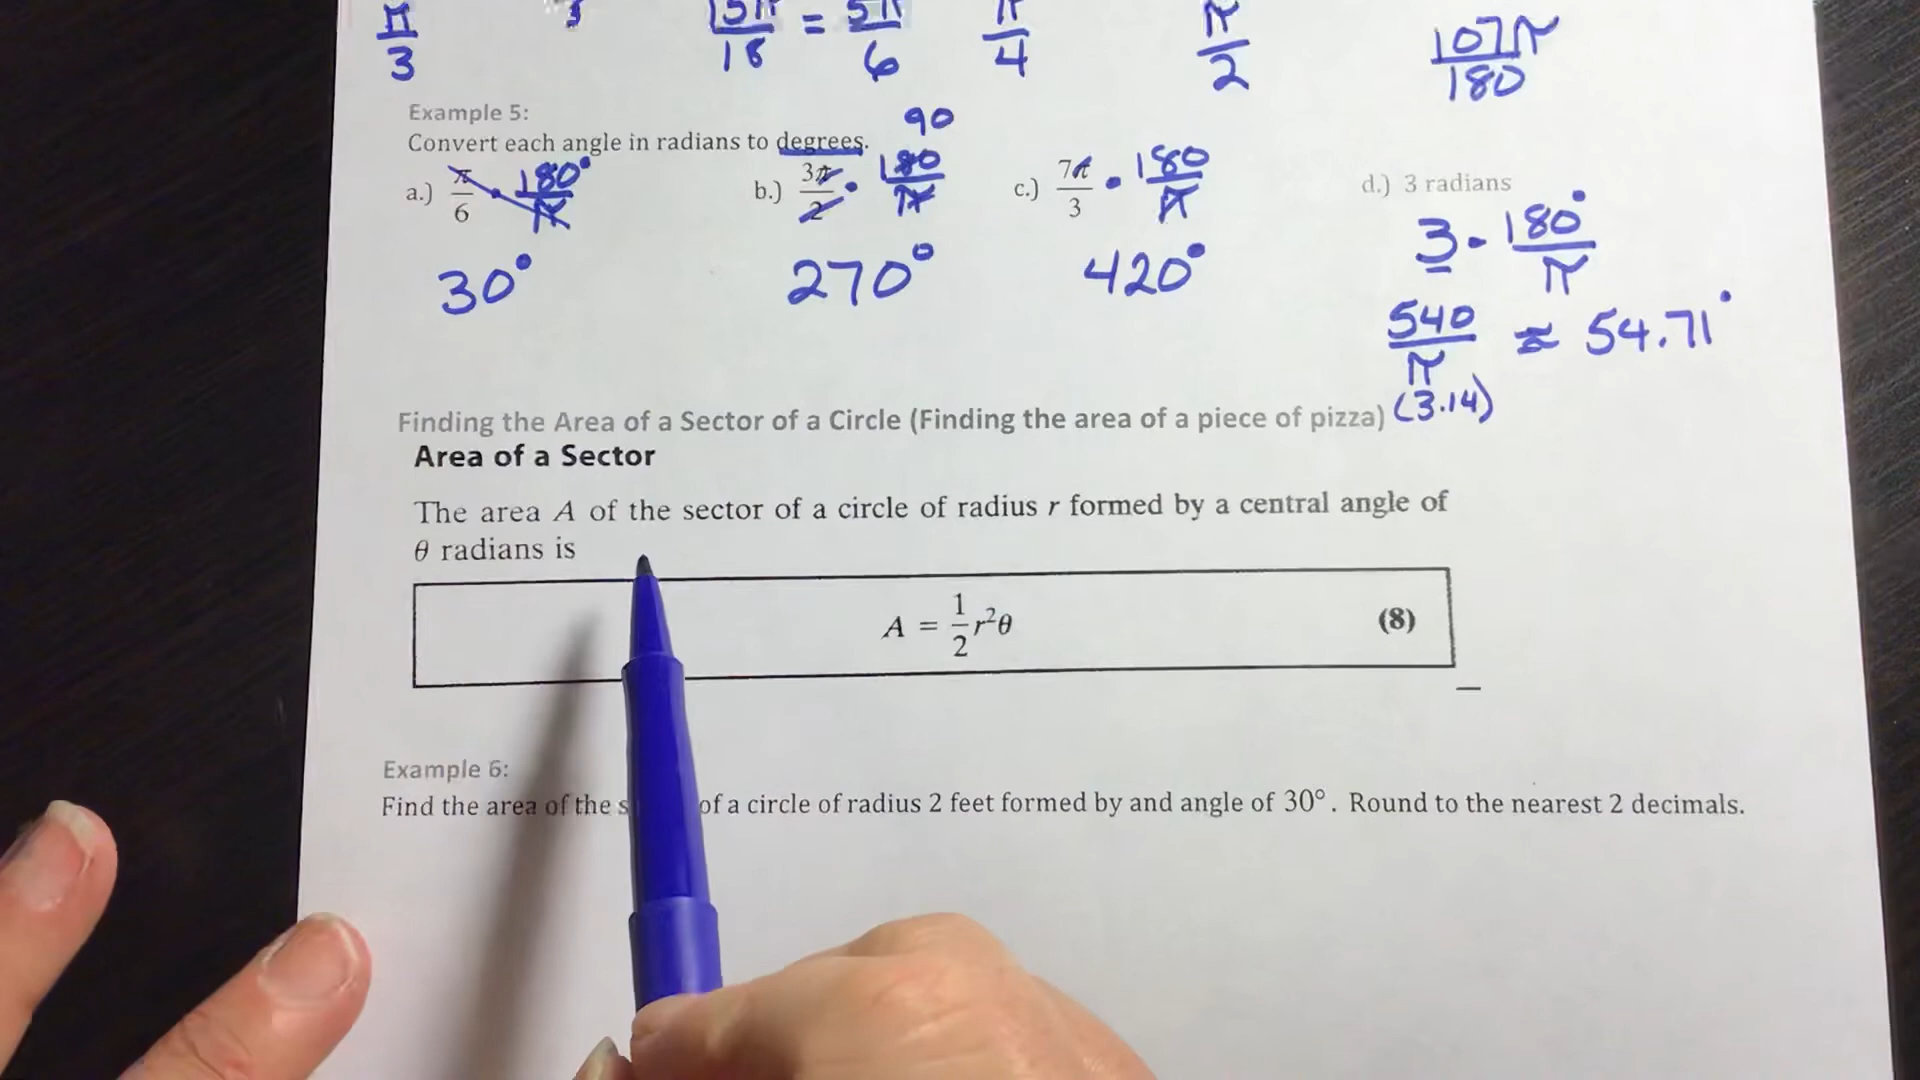 π/3 15π/18 = 5π/6 π/4 π/2 107π/180
Example 5:
Convert each angle in radians to degrees.
a.) π/6 · 180°/π b.) 3π/2 · 180/π 90 c.) 7π/3 · 180/π d.) 3 radians
3 · 180°/π
30° 270° 420°
540/π ≈ 54.71°
(3.14)
Finding the Area of a Sector of a Circle (Finding the area of a piece of pizza)
Area of a Sector
The area A of the sector of a circle of radius r formed by a central angle of
θ radians is
A = 1/2 r²θ (8)
Example 6:
Find the area of the s of a circle of radius 2 feet formed by and angle of 30°. Round to the nearest 2 decimals.